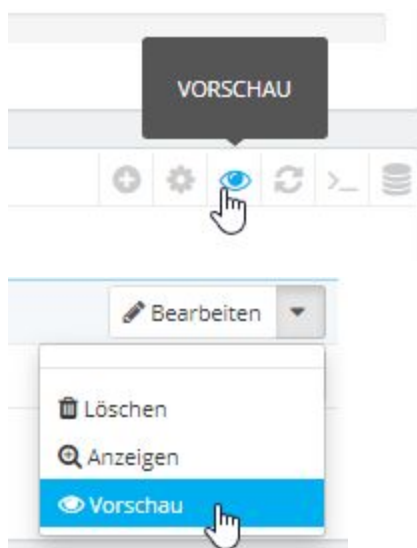 VORSCHAU
Bearbeiten
Löschen
Anzeigen
Vorschau